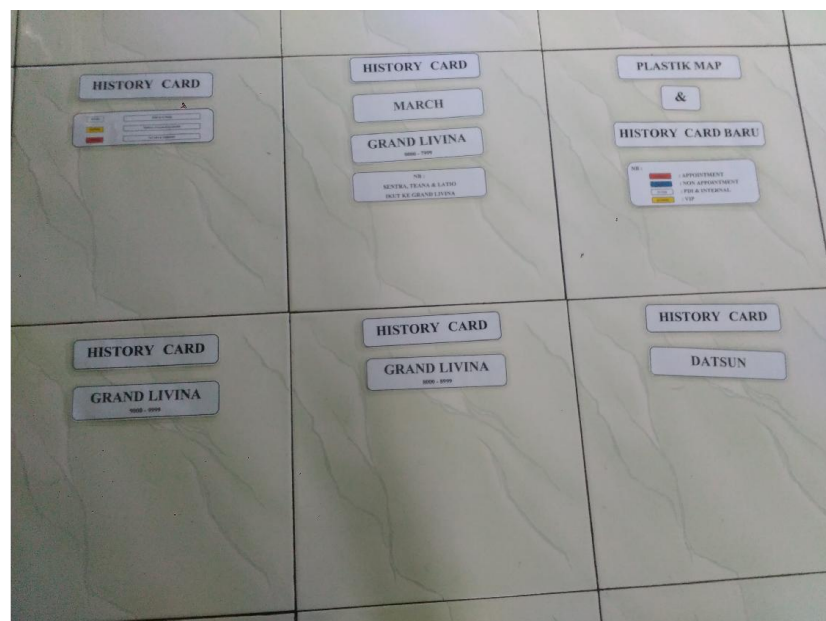 HISTORY CARD
HISTORY CARD
MARCH
GRAND LIVINA
NB :
SENTRA, TEANA & LATIO
IKUT KE GRAND LIVINA
PLASTIK MAP
&
HISTORY CARD BARU
NB :
: APPOINTMENT
: NON APPOINTMENT
: PDI & INTERNAL
: VIP
HISTORY CARD
GRAND LIVINA
HISTORY CARD
GRAND LIVINA
HISTORY CARD
DATSUN